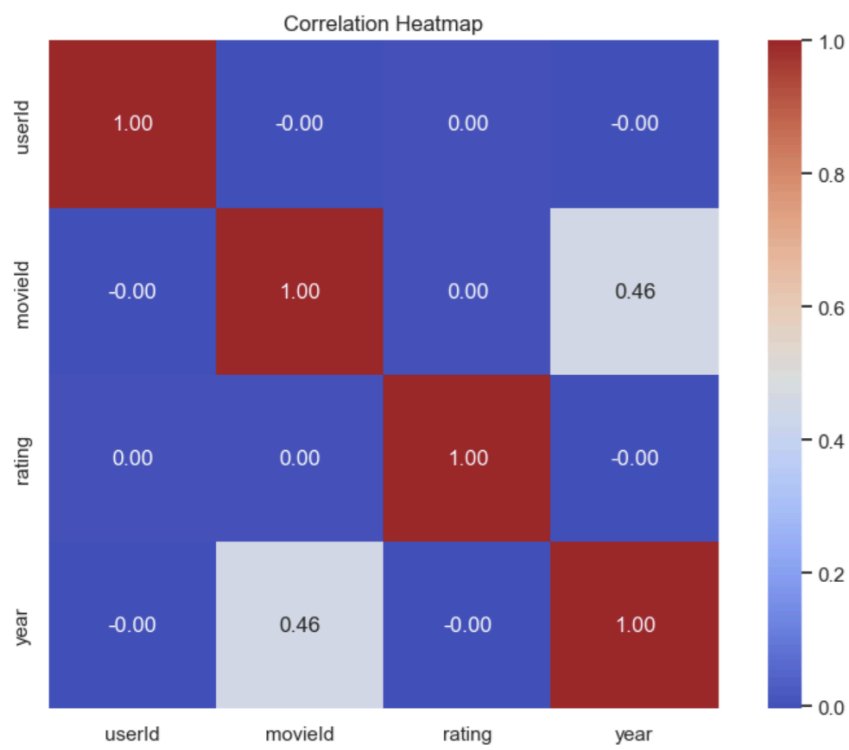 Correlation Heatmap
userId 1.00 -0.00 0.00 -0.00
movieId -0.00 1.00 0.00 0.46
rating 0.00 0.00 1.00 -0.00
year -0.00 0.46 -0.00 1.00
userId movieId rating year
1.0
0.8
0.6
0.4
0.2
0.0